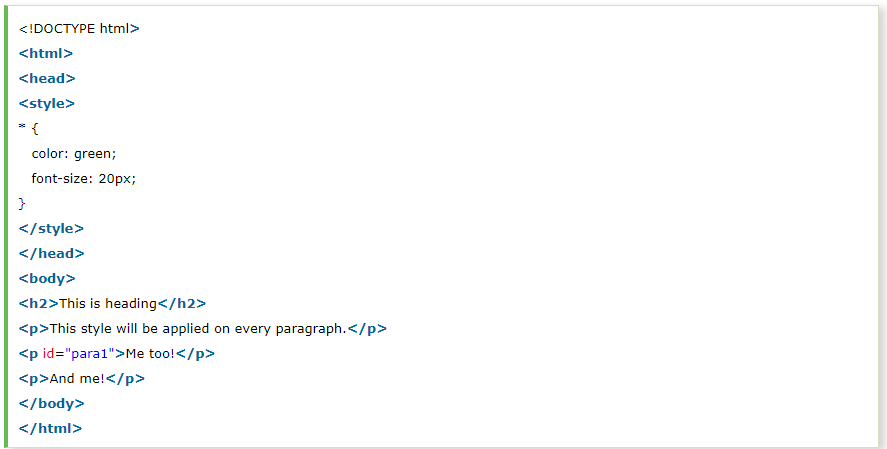 <!DOCTYPE html>
<html>
<head>
<style>
* {
   color: green;
   font-size: 20px;
}
</style>
</head>
<body>
<h2>This is heading</h2>
<p>This style will be applied on every paragraph.</p>
<p id="para1">Me too!</p>
<p>And me!</p>
</body>
</html>